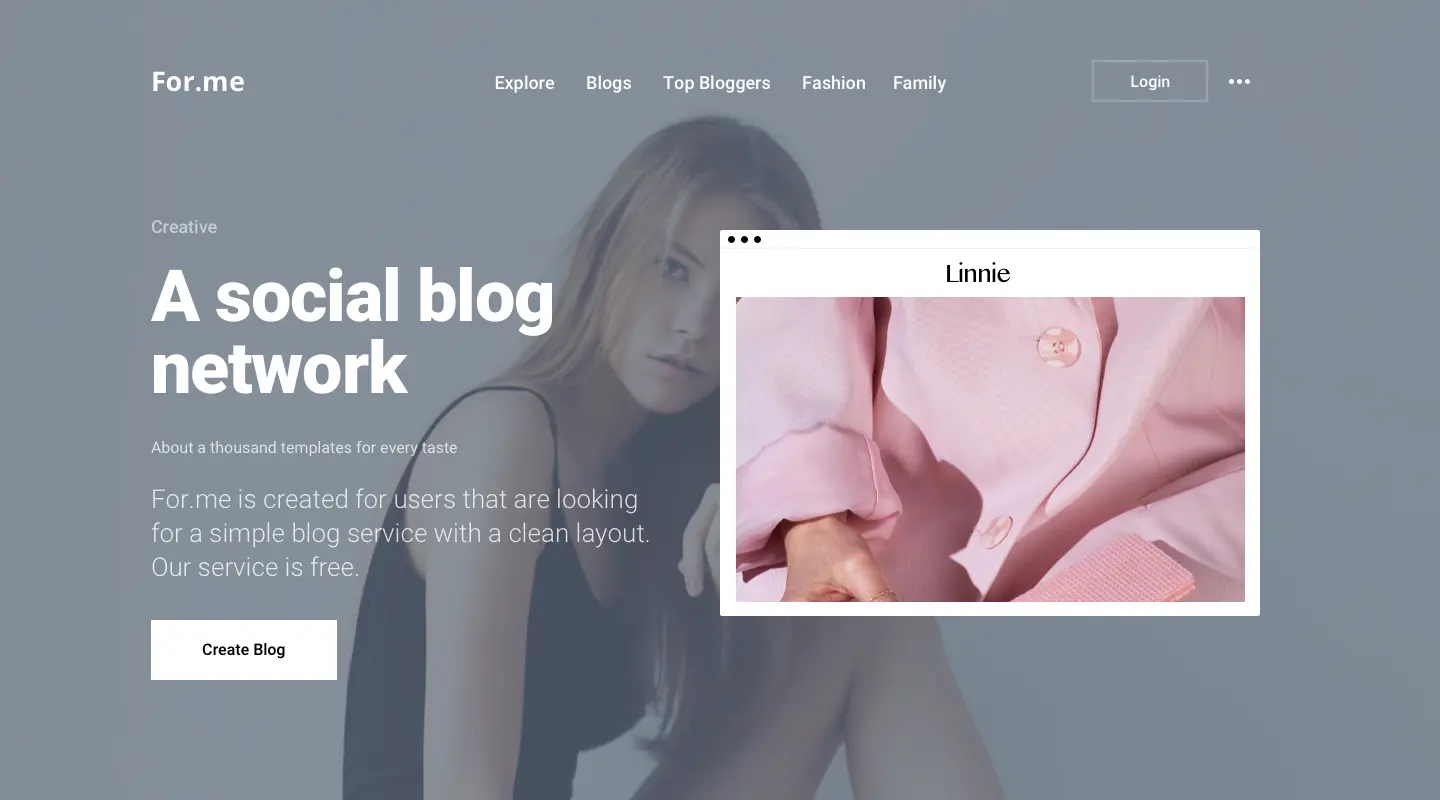 For.me
Explore Blogs Top Bloggers Fashion Family
Login
Creative
A social blog
network
About a thousand templates for every taste
For.me is created for users that are looking
for a simple blog service with a clean layout.
Our service is free.
Create Blog
Linnie